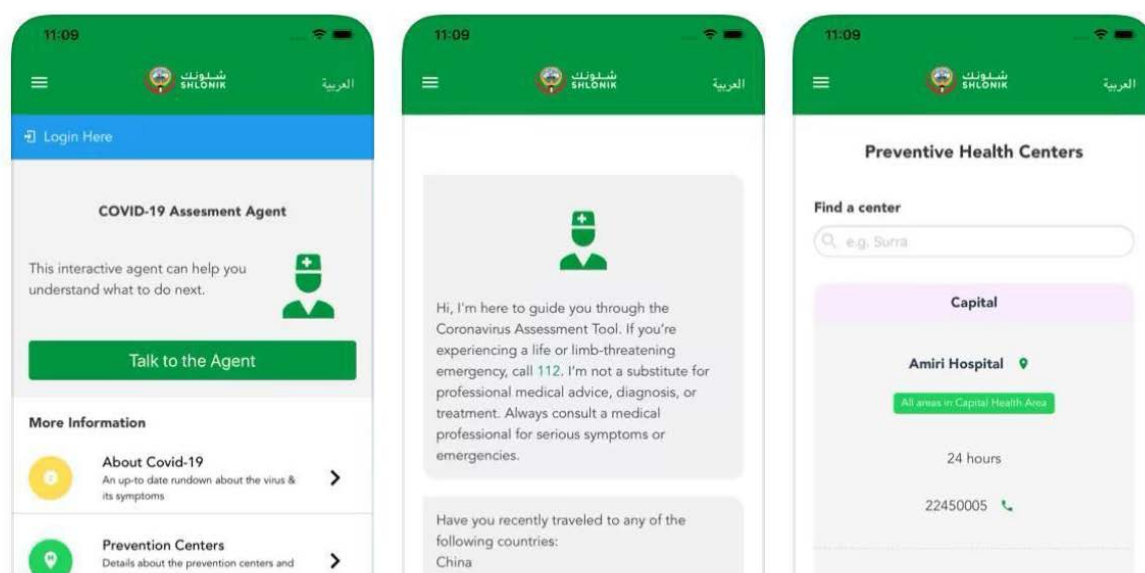 11:09
شلونك
SHLONIK
العربية
Login Here
COVID-19 Assesment Agent
This interactive agent can help you
understand what to do next.
Talk to the Agent
More Information
About Covid-19
An up-to date rundown about the virus &
its symptoms
Prevention Centers
Details about the prevention centers and
11:09
شلونك
SHLONIK
العربية
Hi, I'm here to guide you through the
Coronavirus Assessment Tool. If you're
experiencing a life or limb-threatening
emergency, call 112. I'm not a substitute for
professional medical advice, diagnosis, or
treatment. Always consult a medical
professional for serious symptoms or
emergencies.
Have you recently traveled to any of the
following countries:
China
11:09
شلونك
SHLONIK
العربية
Preventive Health Centers
Find a center
e.g. Surra
Capital
Amiri Hospital
All areas in Capital Health Area
24 hours
22450005